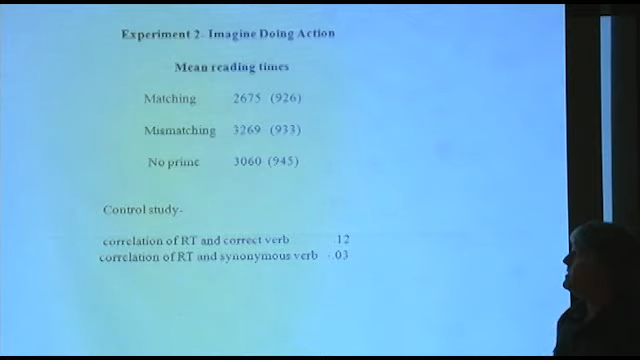 Experiment 2- Imagine Doing Action
Mean reading times
Matching 2675 (926)
Mismatching 3269 (933)
No prime 3060 (945)
Control study-
correlation of RT and correct verb .12
correlation of RT and synonymous verb -.03